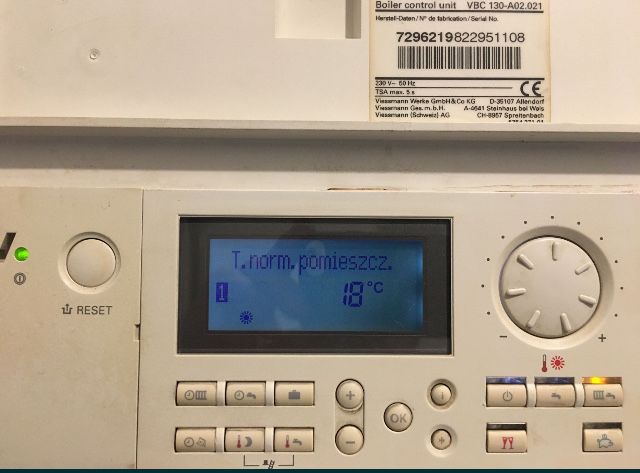 Boiler control unit VBC 130-A02.021
Herstell-Daten/N° de fabrication/Serial No.
7296219822951108
230 V~ 50 Hz
TSA max. 5 s
CE
Viessmann Werke GmbH&Co KG D-35107 Allendorf
Viessmann Ges.m.b.H. A-4641 Steinhaus bei Wels
Viessmann (Schweiz) AG CH-8957 Spreitenbach
T.norm.pomieszcz.
1 18 °C
RESET
- +
+ i
OK
- +